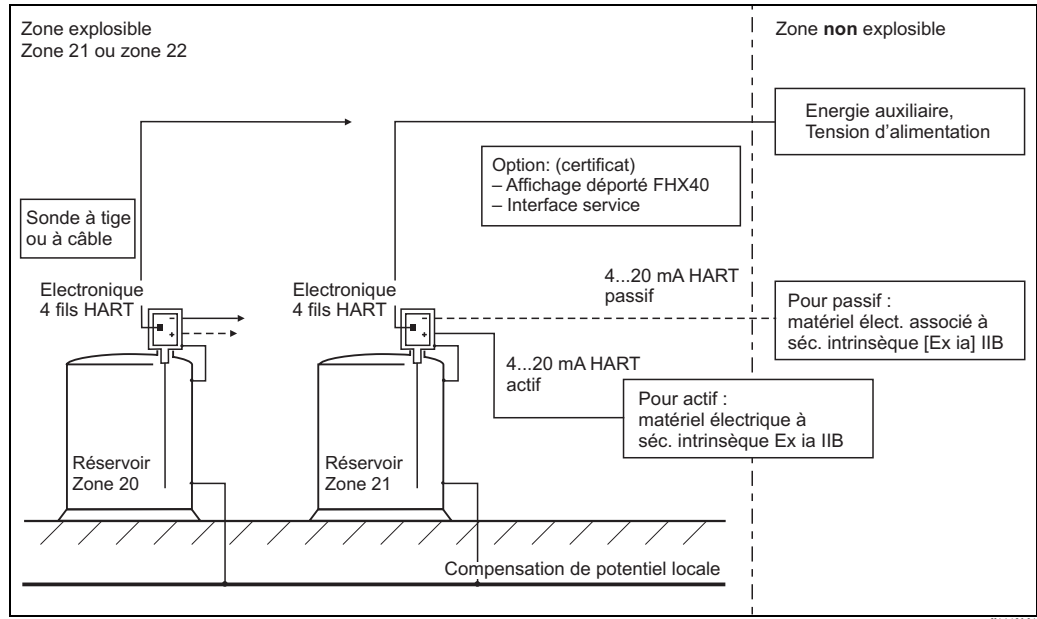 Zone explosible
Zone 21 ou zone 22
Zone non explosible
Energie auxiliaire,
Tension d'alimentation
Option: (certificat)
– Affichage déporté FHX40
– Interface service
Sonde à tige
ou à câble
Electronique
4 fils HART
Electronique
4 fils HART
4...20 mA HART
passif
Pour passif :
matériel élect. associé à
séc. intrinsèque [Ex ia] IIB
4...20 mA HART
actif
Pour actif :
matériel électrique à
séc. intrinsèque Ex ia IIB
Réservoir
Zone 20
Réservoir
Zone 21
Compensation de potentiel locale